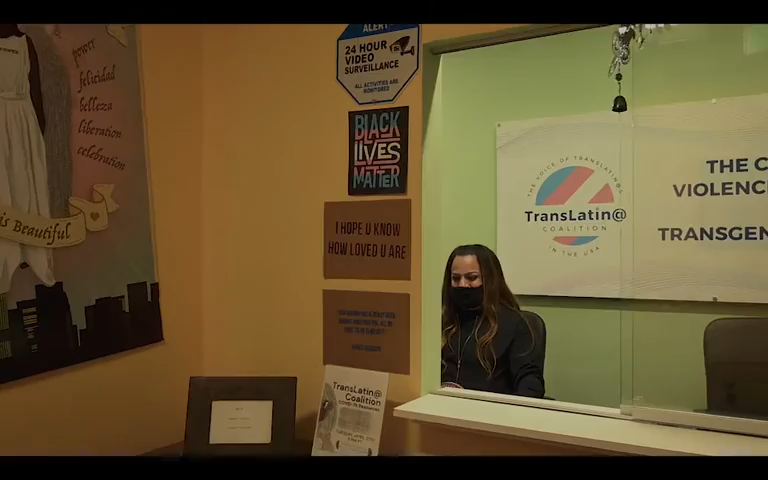 power
felicidad
belleza
liberation
celebration
is Beautiful
ALERT
24 HOUR
VIDEO
SURVEILLANCE
ALL ACTIVITIES ARE
MONITORED
BLACK
LIVES
MATTER
I HOPE U KNOW
HOW LOVED U ARE
TransLatin@
Coalition
THE VOICE OF TRANSLATIN@S
TransLatin@
COALITION
IN THE USA
THE C
VIOLENC
TRANSGEN